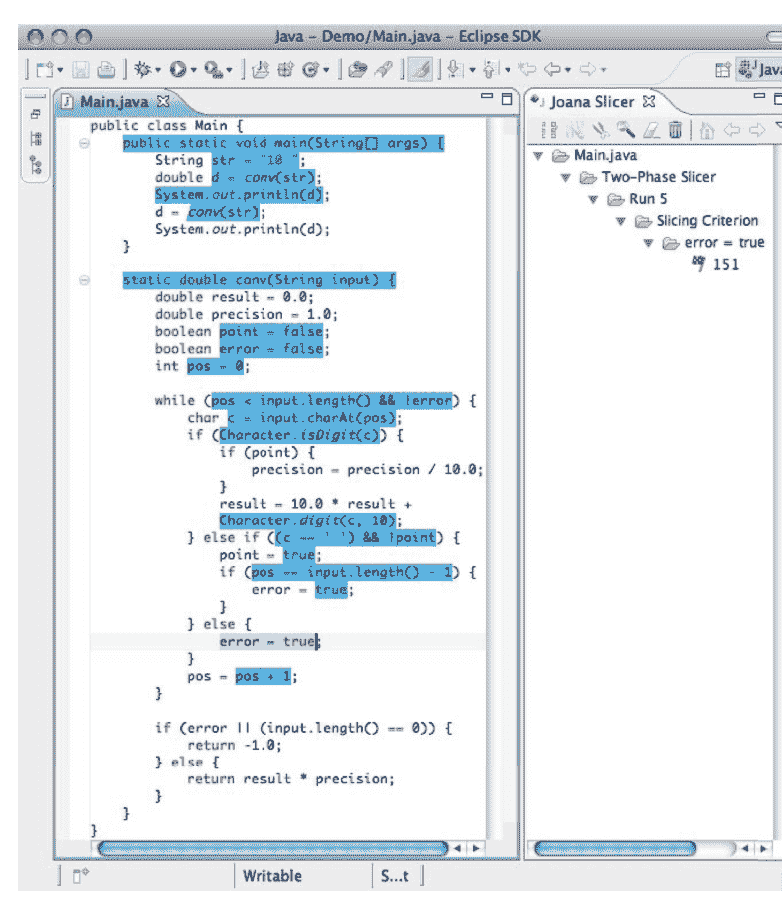 Java – Demo/Main.java – Eclipse SDK
Java
Main.java
public class Main {
public static void main(String[] args) {
String str = "10 ";
double d = conv(str);
System.out.println(d);
d = conv(str);
System.out.println(d);
}
static double conv(String input) {
double result = 0.0;
double precision = 1.0;
boolean point = false;
boolean error = false;
int pos = 0;
while (pos < input.length() && !error) {
char c = input.charAt(pos);
if (Character.isDigit(c)) {
if (point) {
precision = precision / 10.0;
}
result = 10.0 * result +
Character.digit(c, 10);
} else if ((c == ' ') && !point) {
point = true;
if (pos == input.length() - 1) {
error = true;
}
} else {
error = true;
}
pos = pos + 1;
}
if (error || (input.length() == 0)) {
return -1.0;
} else {
return result * precision;
}
}
}
Joana Slicer
Main.java
Two-Phase Slicer
Run 5
Slicing Criterion
error = true
151
Writable
S...t